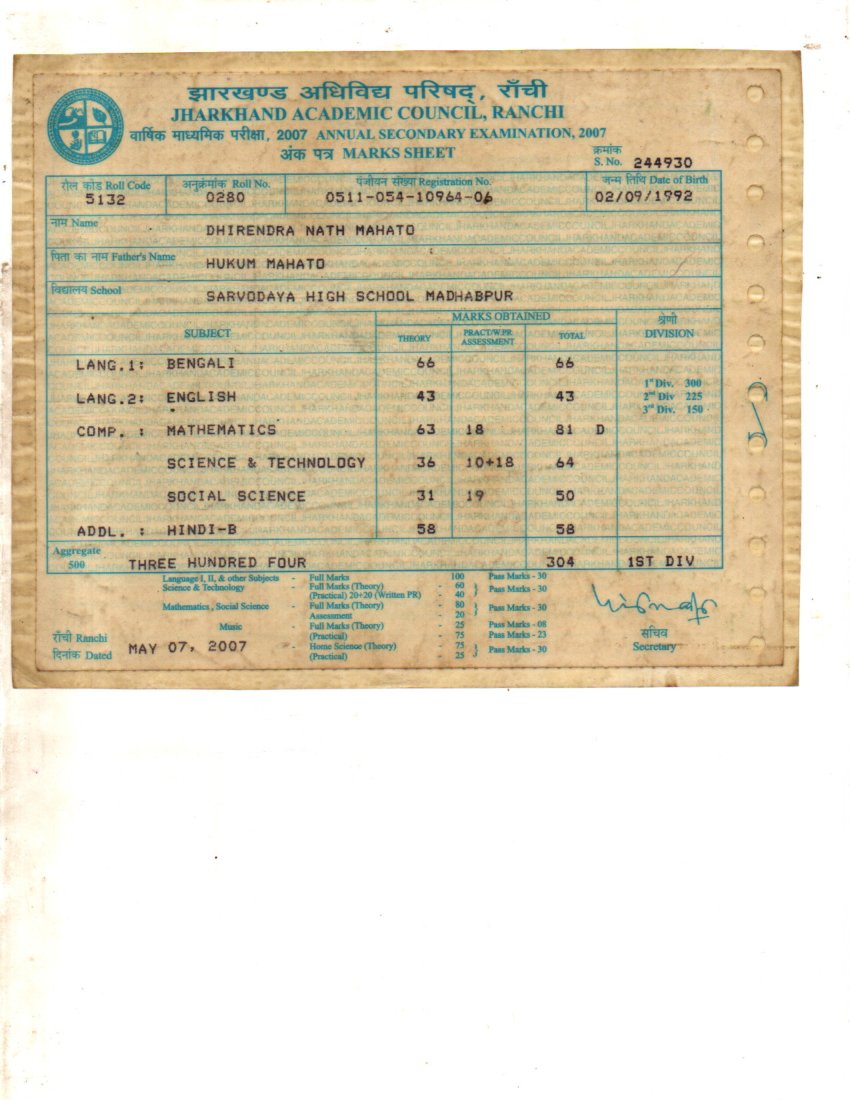 झारखण्ड अधिविद्य परिषद्, राँची
JHARKHAND ACADEMIC COUNCIL, RANCHI
वार्षिक माध्यमिक परीक्षा, 2007 ANNUAL SECONDARY EXAMINATION, 2007
अंक पत्र MARKS SHEET
क्रमांक
S. No. 244930
रोल कोड Roll Code अनुक्रमांक Roll No. पंजीयन संख्या Registration No. जन्म तिथि Date of Birth
5132 0280 0511-054-10964-06 02/09/1992
नाम Name DHIRENDRA NATH MAHATO
पिता का नाम Father's Name HUKUM MAHATO
विद्यालय School SARVODAYA HIGH SCHOOL MADHABPUR
SUBJECT MARKS OBTAINED श्रेणी DIVISION
THEORY PRACT/W.PR. ASSESSMENT TOTAL
LANG.1: BENGALI 66 66
LANG.2: ENGLISH 43 43
1st Div. 300
2nd Div 225
3rd Div. 150
COMP. : MATHEMATICS 63 18 81 D
SCIENCE & TECHNOLOGY 36 10+18 64
SOCIAL SCIENCE 31 19 50
ADDL. : HINDI-B 58 58
Aggregate 500 THREE HUNDRED FOUR 304 1ST DIV
Language I, II, & other Subjects - Full Marks 100 Pass Marks - 30
Science & Technology - Full Marks (Theory) - 60 Pass Marks - 30
(Practical) 20+20 (Written PR) - 40
Mathematics, Social Science - Full Marks (Theory) - 80 Pass Marks - 30
Assessment - 20
Music - Full Marks (Theory) - 25 Pass Marks - 08
(Practical) - 75 Pass Marks - 23
- Home Science (Theory) - 75 Pass Marks - 30
(Practical) - 25
राँची Ranchi
दिनांक Dated MAY 07, 2007
सचिव
Secretary